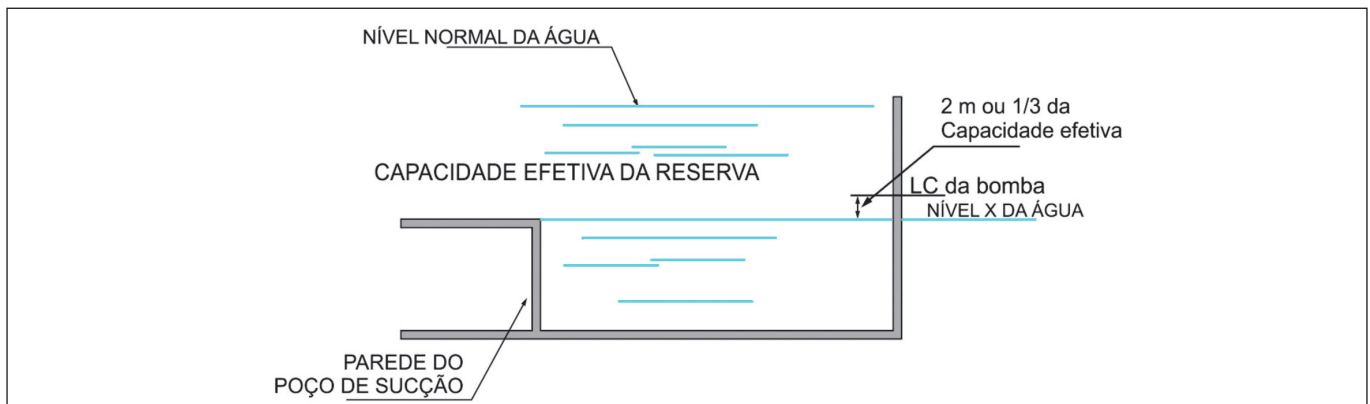 NÍVEL NORMAL DA ÁGUA
2 m ou 1/3 da
Capacidade efetiva
CAPACIDADE EFETIVA DA RESERVA
LC da bomba
NÍVEL X DA ÁGUA
PAREDE DO
POÇO DE SUCÇÃO